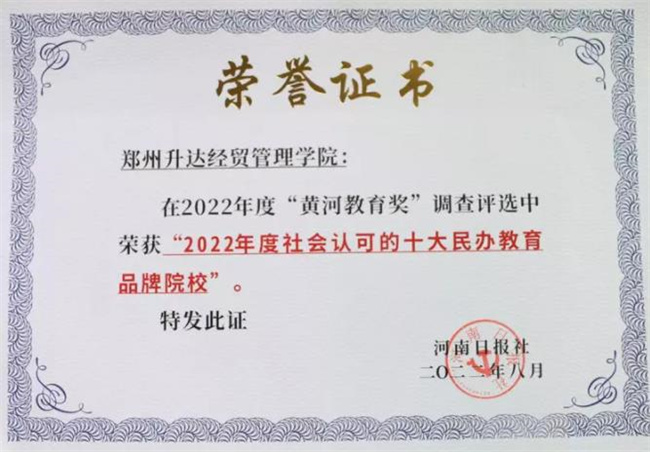 荣誉证书
郑州升达经贸管理学院：
在2022年度“黄河教育奖”调查评选中
荣获“2022年度社会认可的十大民办教育
品牌院校”。
特发此证
河南日报社
二〇二二年八月